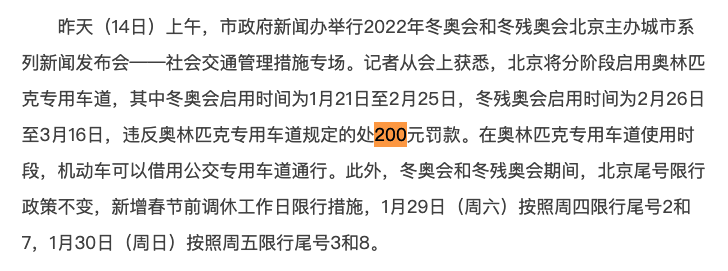 昨天（14日）上午，市政府新闻办举行2022年冬奥会和冬残奥会北京主办城市系
列新闻发布会——社会交通管理措施专场。记者从会上获悉，北京将分阶段启用奥林匹
克专用车道，其中冬奥会启用时间为1月21日至2月25日，冬残奥会启用时间为2月26日
至3月16日，违反奥林匹克专用车道规定的处200元罚款。在奥林匹克专用车道使用时
段，机动车可以借用公交专用车道通行。此外，冬奥会和冬残奥会期间，北京尾号限行
政策不变，新增春节前调休工作日限行措施，1月29日（周六）按照周四限行尾号2和
7，1月30日（周日）按照周五限行尾号3和8。